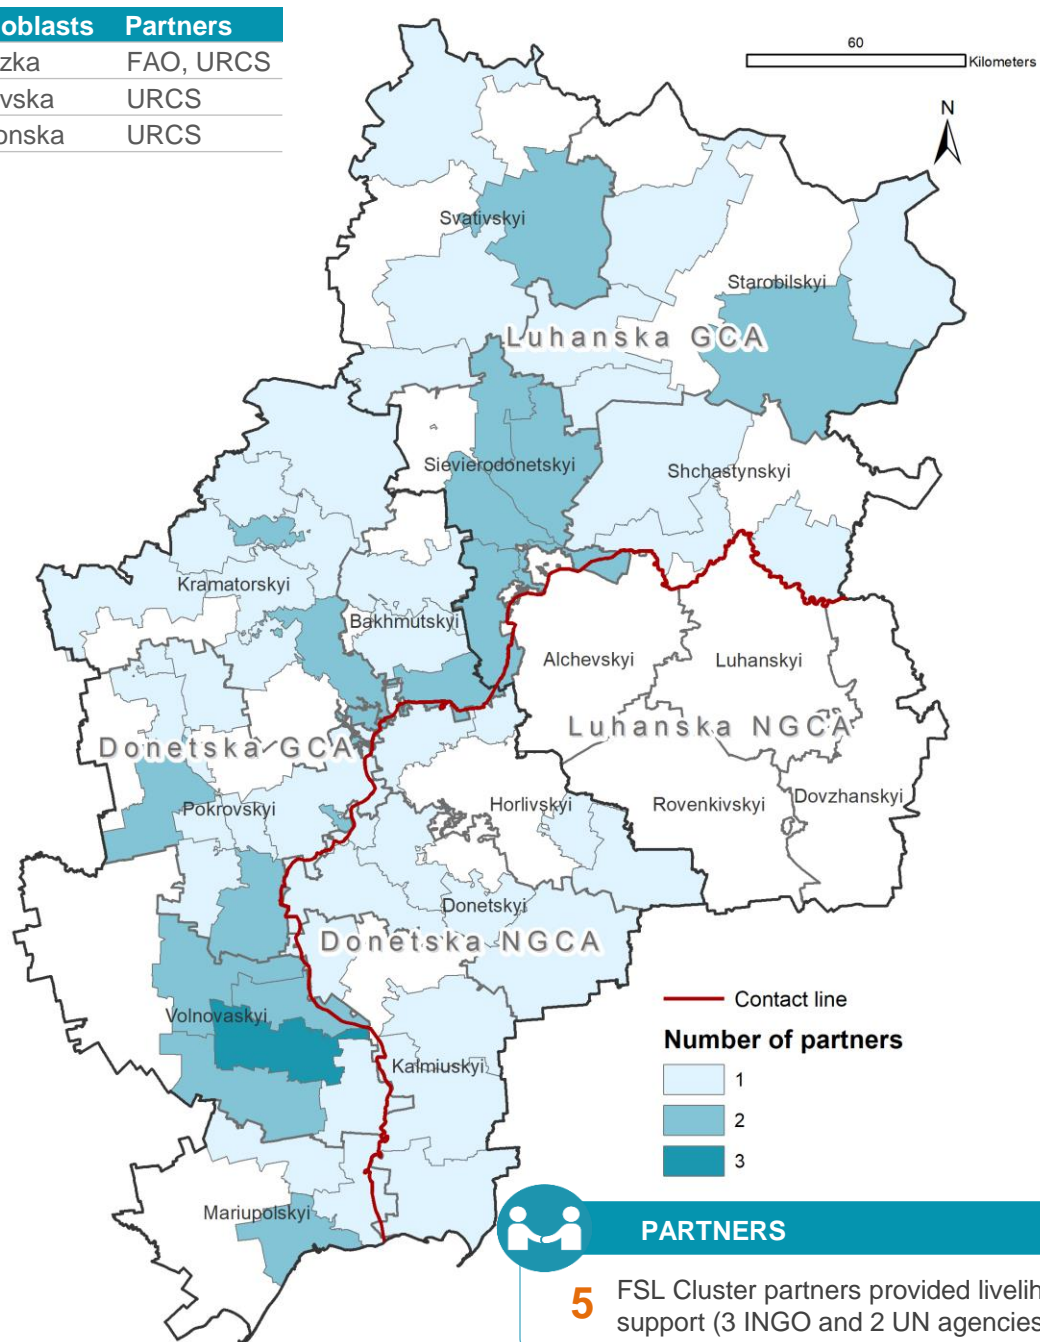 oblasts Partners
zka FAO, URCS
vska URCS
onska URCS
60
Kilometers
N
Svativskyi
Starobilskyi
Luhanska GCA
Sievierodonetskyi
Shchastynskyi
Kramatorskyi
Bakhmutskyi
Alchevskyi
Luhanskyi
Luhanska NGCA
Donetska GCA
Pokrovskyi
Horlivskyi
Rovenkivskyi
Dovzhanskyi
Donetskyi
Donetska NGCA
Volnovaskyi
Kalmiuskyi
Mariupolskyi
Contact line
Number of partners
1
2
3
PARTNERS
5 FSL Cluster partners provided livelih
support (3 INGO and 2 UN agencies